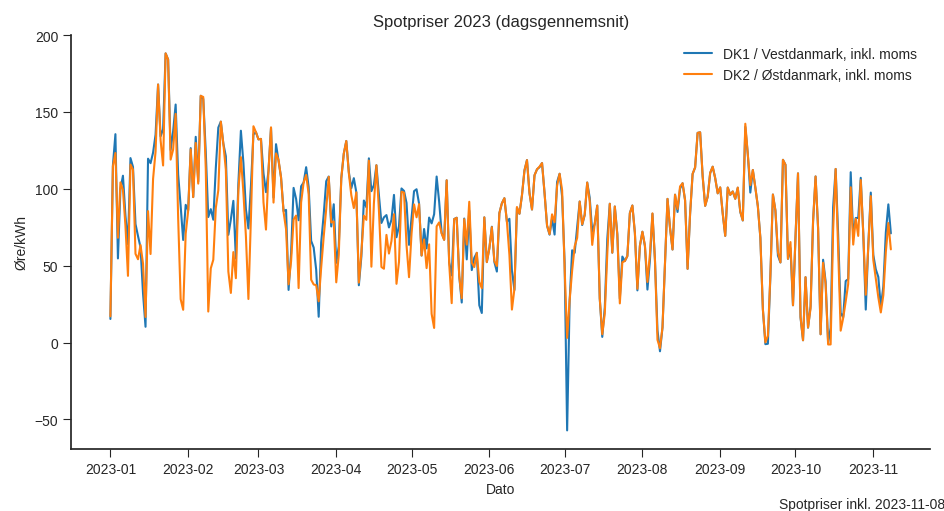 Spotpriser 2023 (dagsgennemsnit)
DK1 / Vestdanmark, inkl. moms
DK2 / Østdanmark, inkl. moms
Øre/kWh
200
150
100
50
0
−50
2023-01 2023-02 2023-03 2023-04 2023-05 2023-06 2023-07 2023-08 2023-09 2023-10 2023-11
Dato
Spotpriser inkl. 2023-11-08